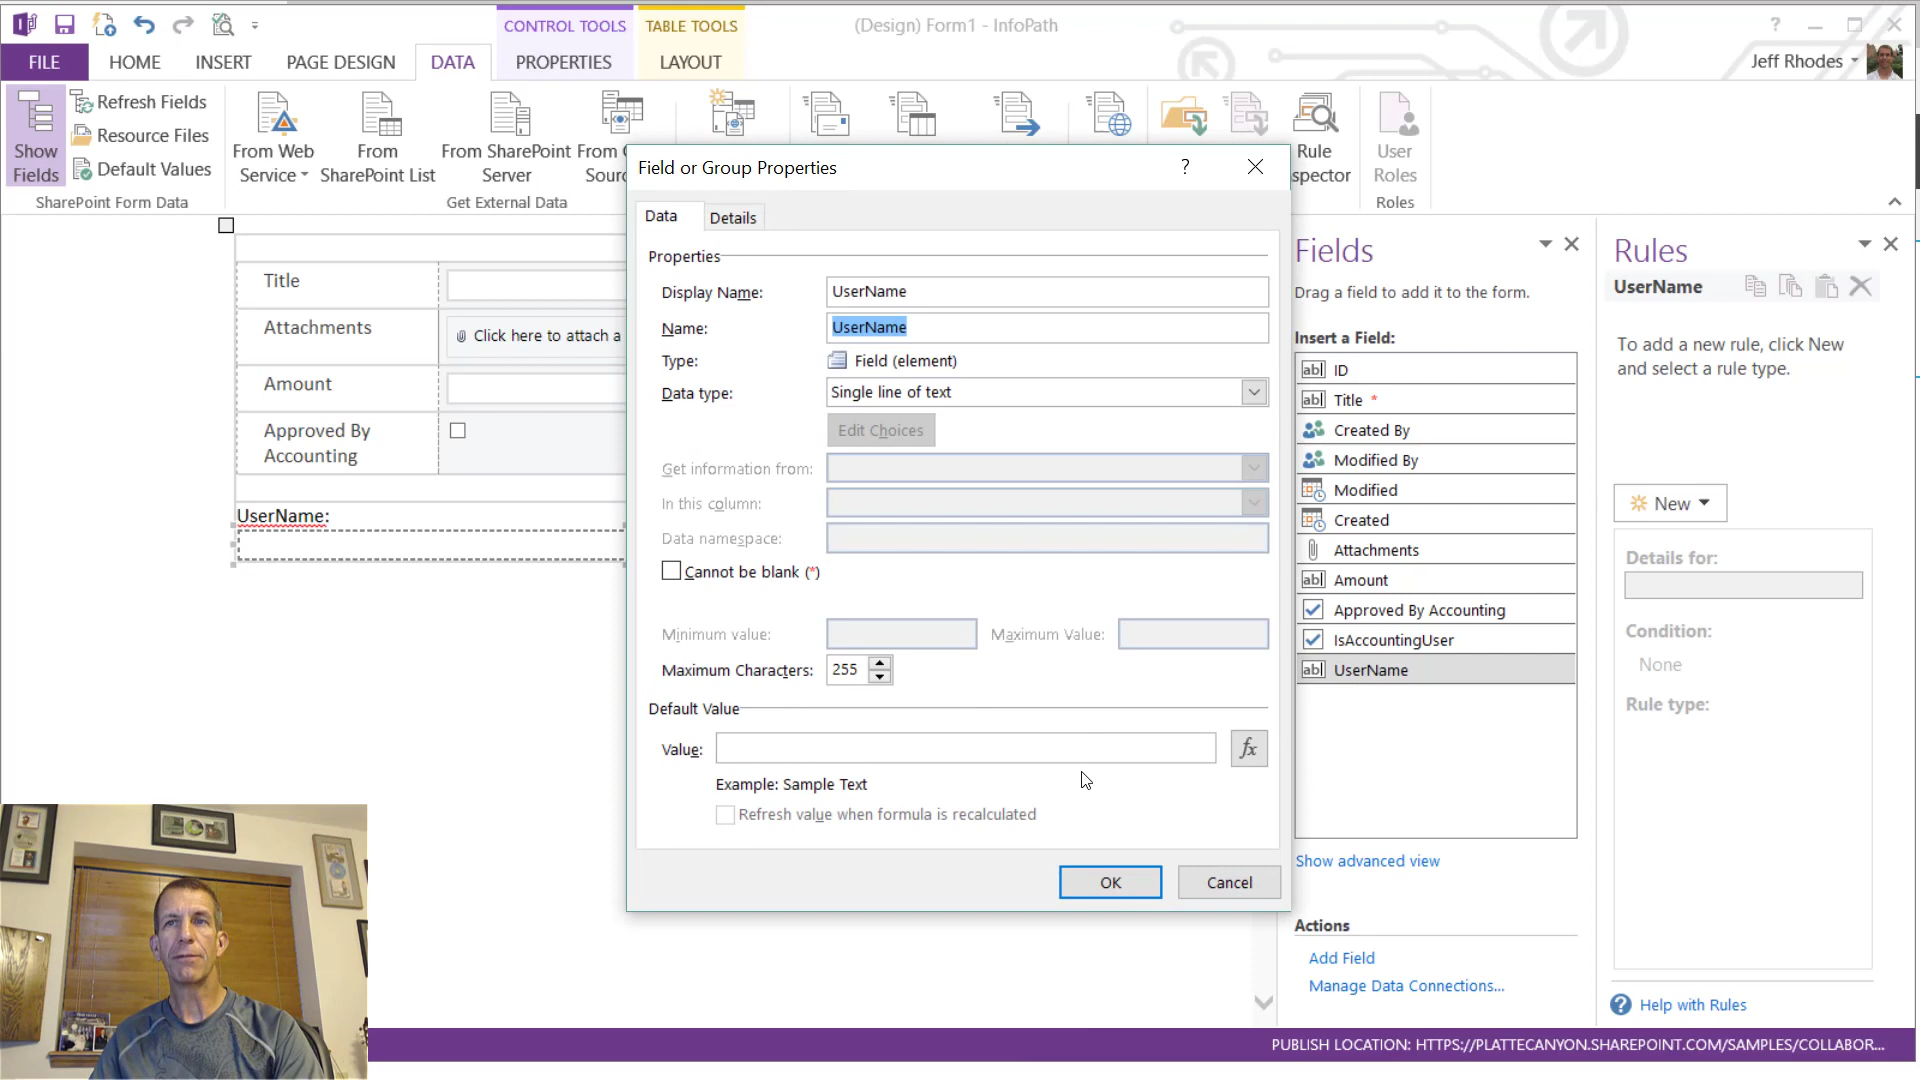 CONTROL TOOLS
TABLE TOOLS
(Design) Form1 - InfoPath
?
FILE
HOME
INSERT
PAGE DESIGN
DATA
PROPERTIES
LAYOUT
Jeff Rhodes
Show
Fields
Refresh Fields
Resource Files
Default Values
SharePoint Form Data
From Web
Service
From
SharePoint List
From SharePoint
Server
From
Sourc
Get External Data
Rule
spector
User
Roles
Roles
Title
Attachments
Click here to attach a
Amount
Approved By
Accounting
UserName:
Field or Group Properties
?
Data
Details
Properties
Display Name:
UserName
Name:
UserName
Type:
Field (element)
Data type:
Single line of text
Edit Choices
Get information from:
In this column:
Data namespace:
Cannot be blank (*)
Minimum value:
Maximum Value:
Maximum Characters:
255
Default Value
Value:
fx
Example: Sample Text
Refresh value when formula is recalculated
OK
Cancel
Fields
Drag a field to add it to the form.
Insert a Field:
ab| ID
ab| Title *
Created By
Modified By
Modified
Created
Attachments
ab| Amount
Approved By Accounting
IsAccountingUser
ab| UserName
Show advanced view
Actions
Add Field
Manage Data Connections...
Rules
UserName
To add a new rule, click New
and select a rule type.
New
Details for:
Condition:
None
Rule type:
? Help with Rules
PUBLISH LOCATION: HTTPS://PLATTECANYON.SHAREPOINT.COM/SAMPLES/COLLABOR...